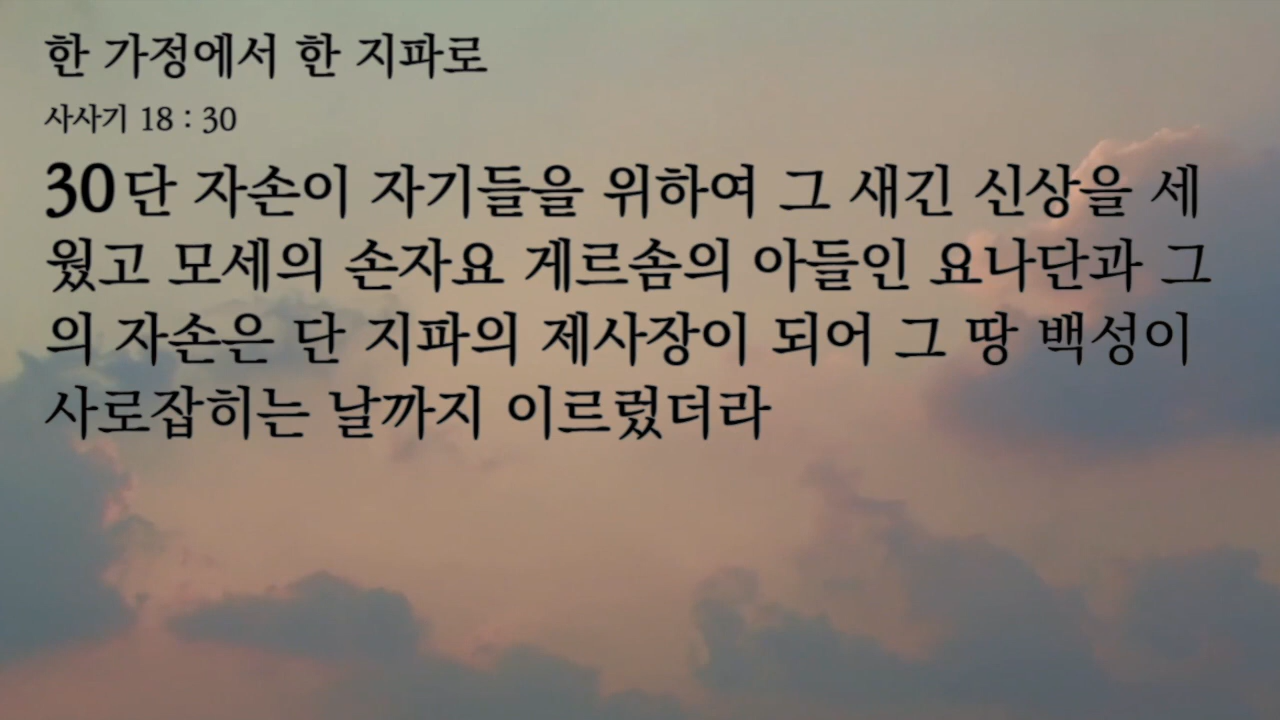 한 가정에서 한 지파로
사사기 18 : 30
30 단 자손이 자기들을 위하여 그 새긴 신상을 세
웠고 모세의 손자요 게르솜의 아들인 요나단과 그
의 자손은 단 지파의 제사장이 되어 그 땅 백성이
사로잡히는 날까지 이르렀더라